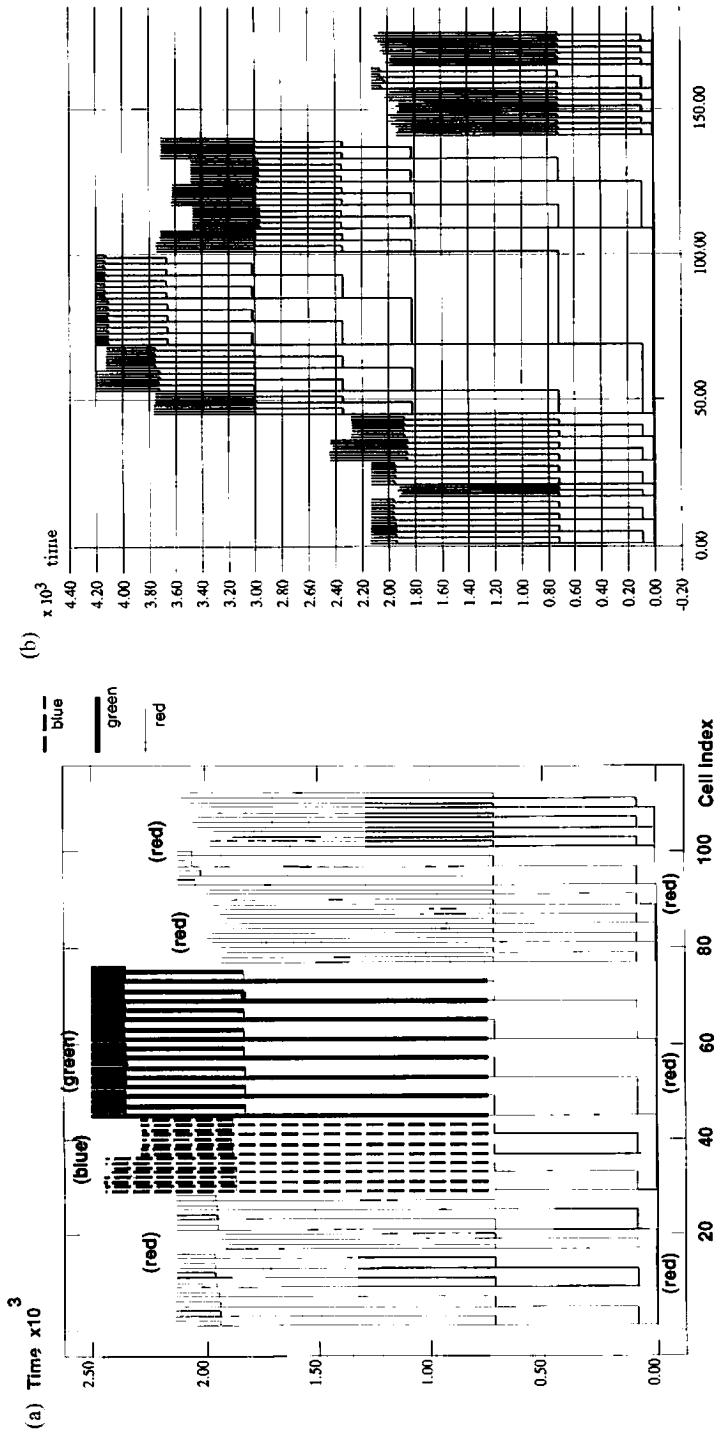 (a) Time x10 3
blue
green
red
2.50
2.00
1.50
1.00
0.50
0.00
(green)
(blue)
(red)
(red)
(red)
(red)
(red)
(red)
20
40
60
80
100
Cell index
(b)
x 10 3 time
4.40
4.20
4.00
3.80
3.60
3.40
3.20
3.00
2.80
2.60
2.40
2.20
2.00
1.80
1.60
1.40
1.20
1.00
0.80
0.60
0.40
0.20
0.00
-0.20
0.00
50.00
100.00
150.00